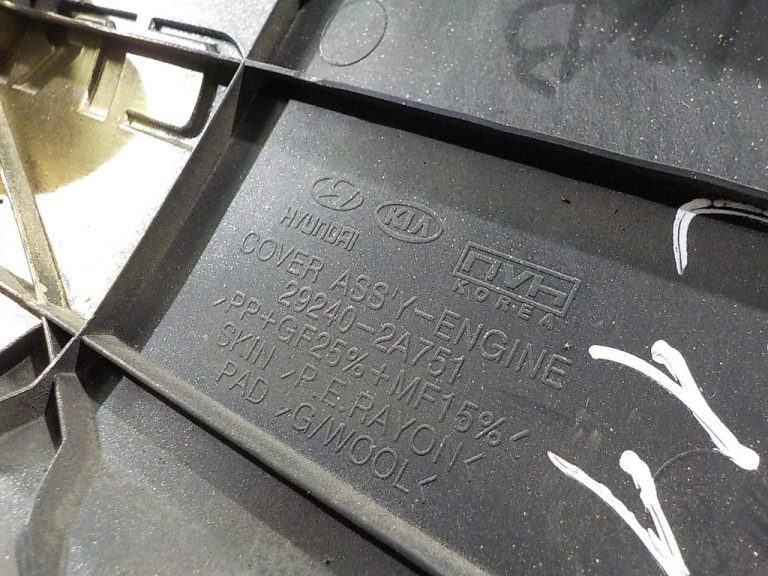 HYUNDAI KIA
NVH
KOREA
COVER ASS'Y-ENGINE
29240-2A751
>PP+GF25%+MF15%<
SKIN >P.E.RAYON<
PAD >G/WOOL<